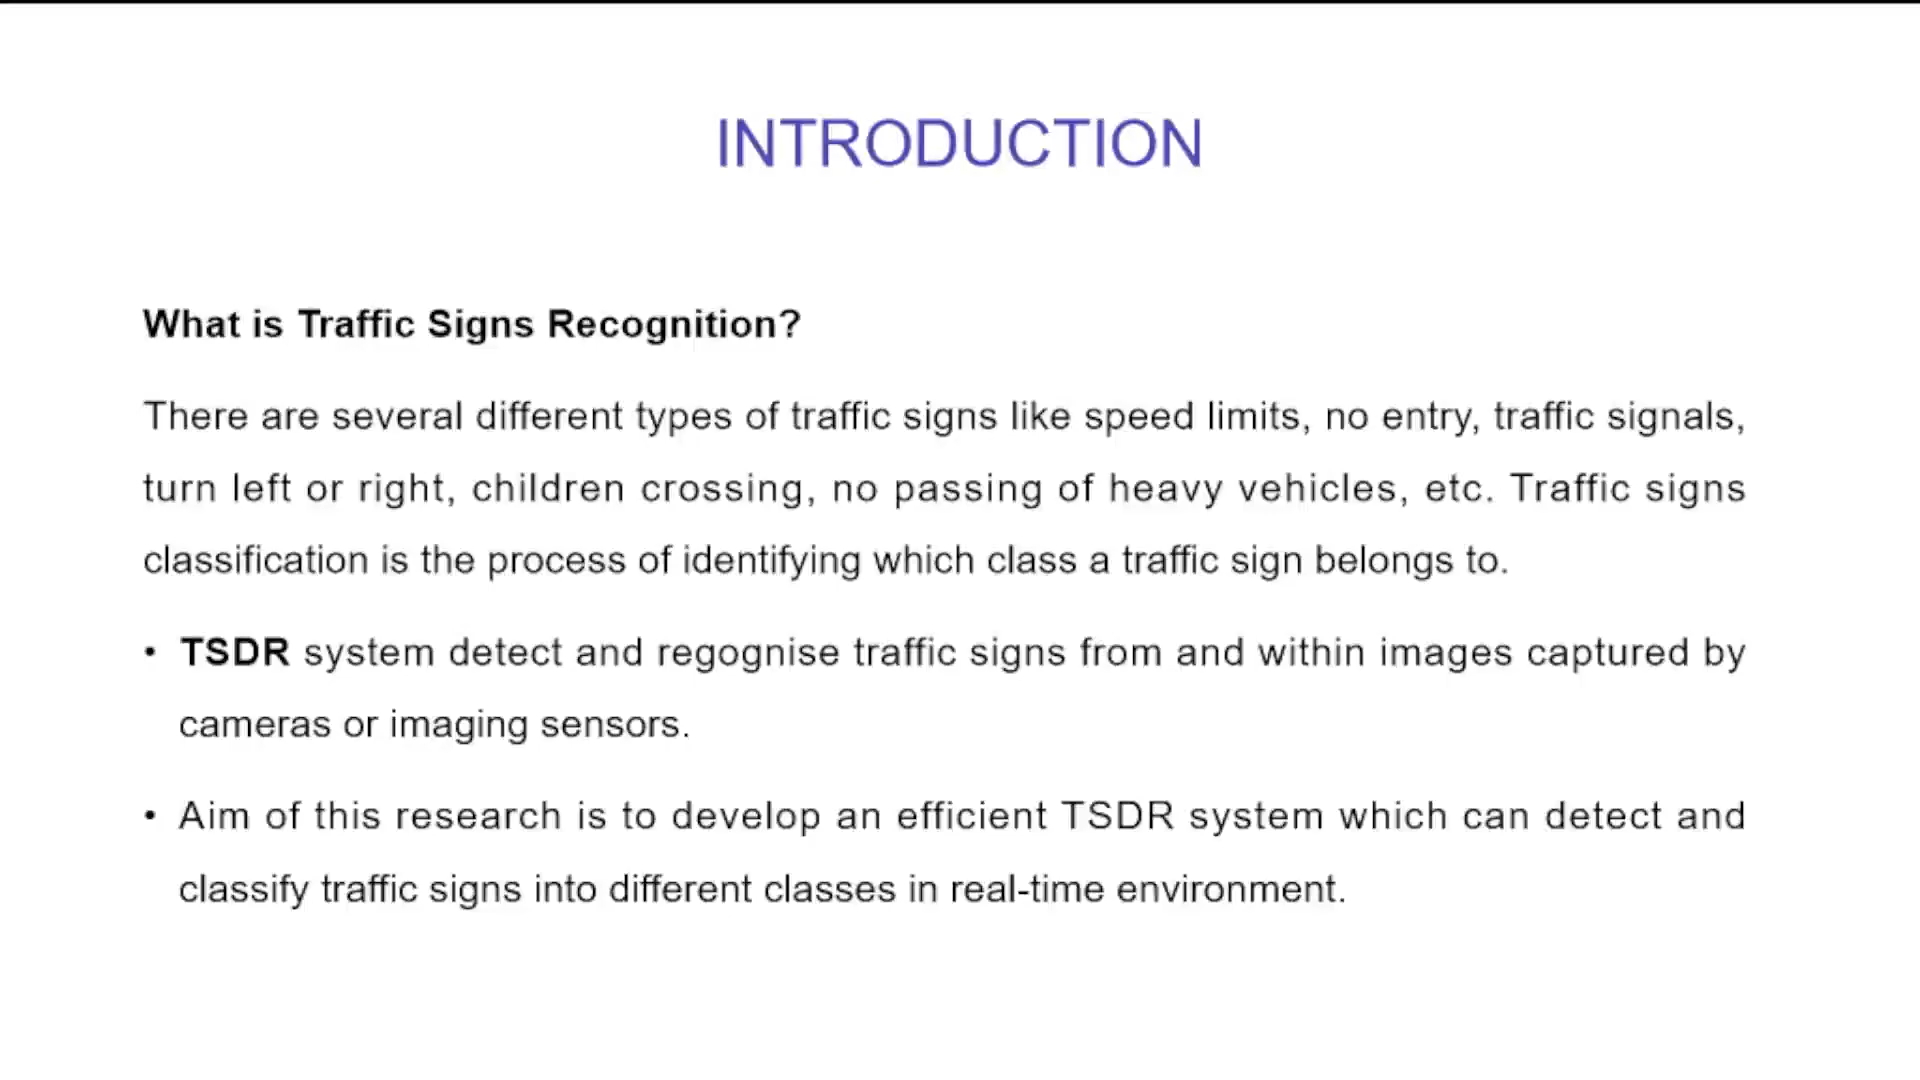 INTRODUCTION
What is Traffic Signs Recognition?
There are several different types of traffic signs like speed limits, no entry, traffic signals,
turn left or right, children crossing, no passing of heavy vehicles, etc. Traffic signs
classification is the process of identifying which class a traffic sign belongs to.
• TSDR system detect and regognise traffic signs from and within images captured by
cameras or imaging sensors.
• Aim of this research is to develop an efficient TSDR system which can detect and
classify traffic signs into different classes in real-time environment.